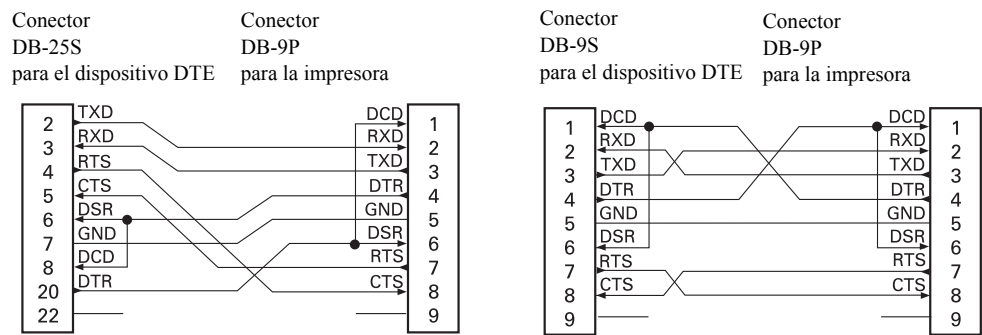 Conector
DB-25S
para el dispositivo DTE
Conector
DB-9P
para la impresora
2 TXD
3 RXD
4 RTS
5 CTS
6 DSR
7 GND
8 DCD
20 DTR
22
DCD 1
RXD 2
TXD 3
DTR 4
GND 5
DSR 6
RTS 7
CTS 8
9
Conector
DB-9S
para el dispositivo DTE
Conector
DB-9P
para la impresora
1 DCD
2 RXD
3 TXD
4 DTR
5 GND
6 DSR
7 RTS
8 CTS
9
DCD 1
RXD 2
TXD 3
DTR 4
GND 5
DSR 6
RTS 7
CTS 8
9